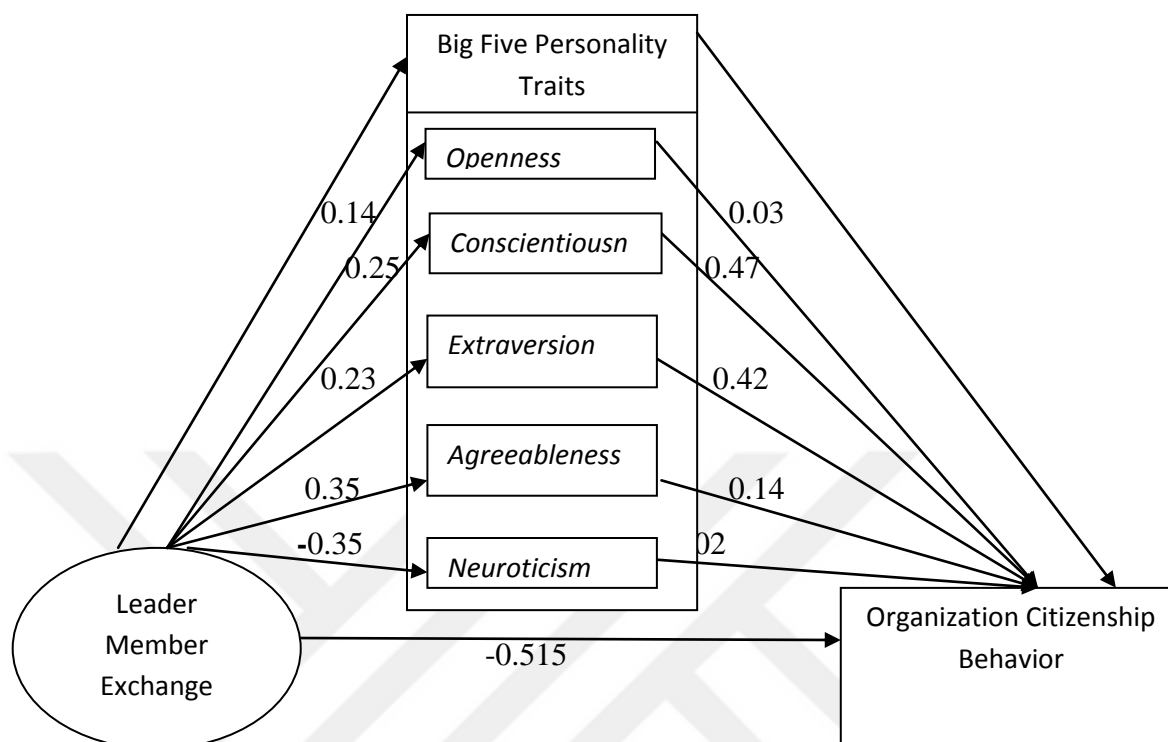 Big Five Personality
Traits
Openness
0.14
0.03
Conscientiousn
0.25
0.47
Extraversion
0.23
0.42
Agreeableness
0.35
0.14
-0.35
02
Neuroticism
Leader
Member
Exchange
-0.515
Organization Citizenship
Behavior